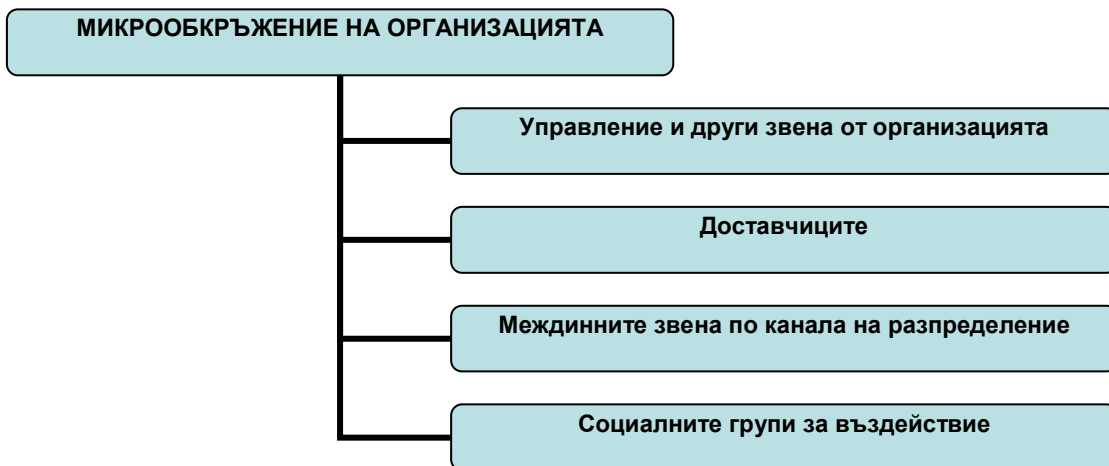 МИКРООБКРЪЖЕНИЕ НА ОРГАНИЗАЦИЯТА
Управление и други звена от организацията
Доставчиците
Междинните звена по канала на разпределение
Социалните групи за въздействие